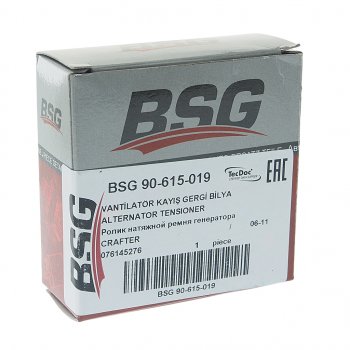 BSG
BSG
BSG 90-615-019
TecDoc
EAC
VANTİLATOR KAYIŞ GERGİ BİLYA
ALTERNATOR TENSIONER
Ролик натяжной ремня генератора
CRAFTER / 06-11
076145276 1 piece
BSG 90-615-019